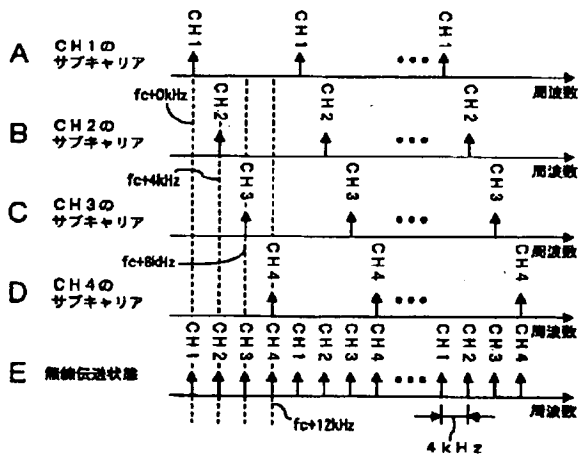 A
CH1の
サブキャリア
CH1
CH1
CH1
周波数
fc+0kHz
B
CH2の
サブキャリア
CH2
CH2
CH2
周波数
fc+4kHz
C
CH3の
サブキャリア
CH3
CH3
CH3
周波数
fc+8kHz
D
CH4の
サブキャリア
CH4
CH4
CH4
周波数
E
無線伝送状態
CH1
CH2
CH3
CH4
CH1
CH2
CH3
CH4
CH1
CH2
CH3
CH4
周波数
fc+12kHz
4kHz